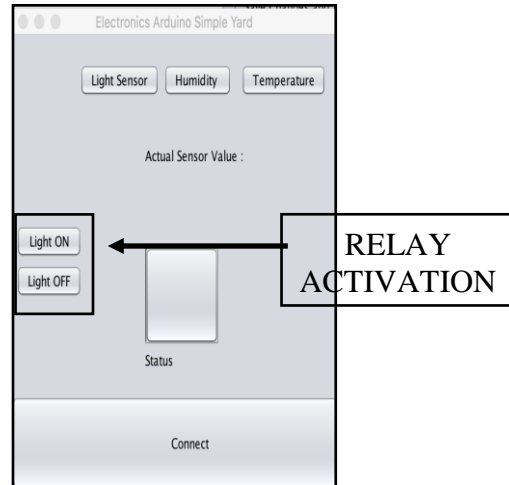 Electronics Arduino Simple Yard
Light Sensor Humidity Temperature
Actual Sensor Value :
Light ON
Light OFF
RELAY
ACTIVATION
Status
Connect